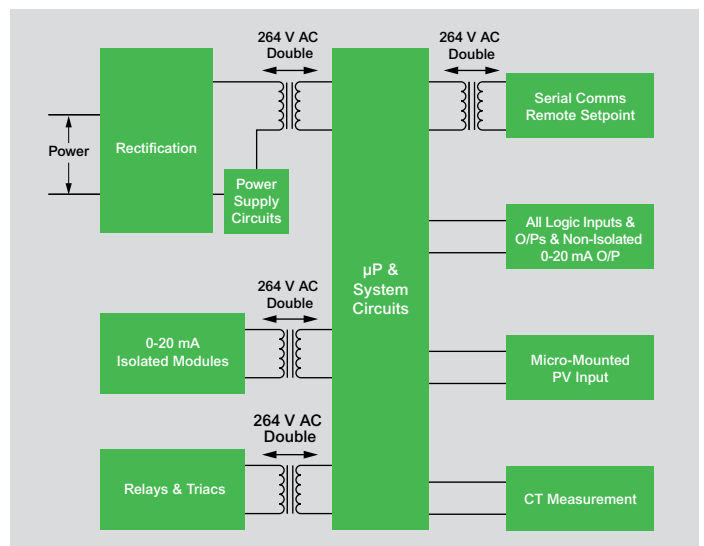 264 V AC
Double
264 V AC
Double
Serial Comms
Remote Setpoint
Power
Rectification
Power
Supply
Circuits
All Logic Inputs &
O/Ps & Non-Isolated
0-20 mA O/P
µP &
System
Circuits
264 V AC
Double
0-20 mA
Isolated Modules
Micro-Mounted
PV Input
264 V AC
Double
Relays & Triacs
CT Measurement